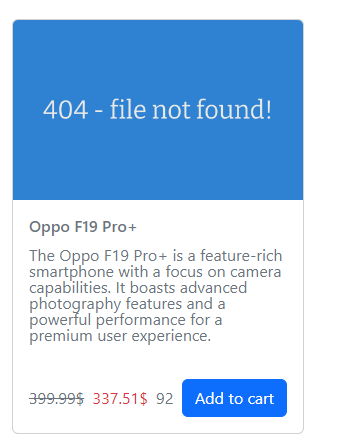 404 - file not found!
Oppo F19 Pro+
The Oppo F19 Pro+ is a feature-rich
smartphone with a focus on camera
capabilities. It boasts advanced
photography features and a
powerful performance for a
premium user experience.
399.99$ 337.51$ 92 Add to cart